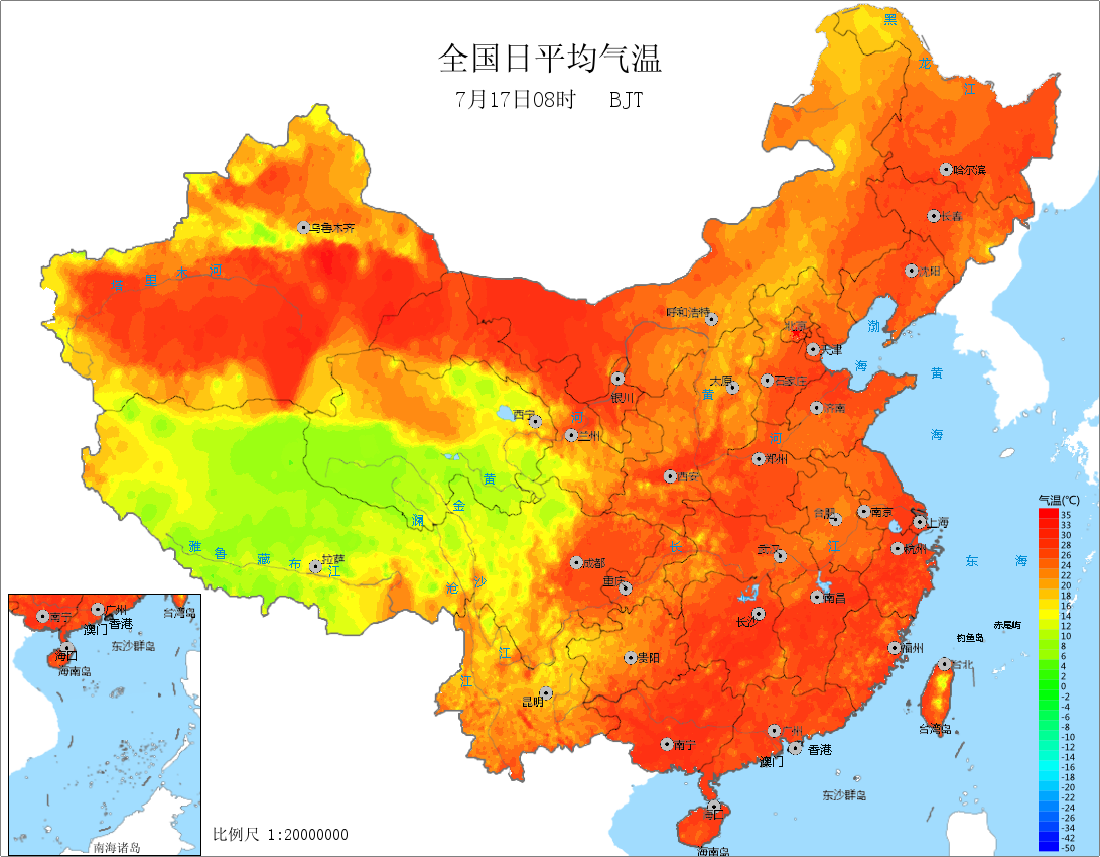 全国日平均气温
7月17日08时 BJT
黑
龙
江
哈尔滨
长春
沈阳
乌鲁木齐
塔
里
木
河
呼和浩特
北京
天津
渤
海
黄
海
银川
太原
石家庄
黄
济南
西宁
河
兰州
河
郑州
西安
黄
金
澜
合肥
南京
上海
杭州
东
海
雅
鲁
藏
布
江
拉萨
沧
沙
成都
重庆
长
武汉
江
南昌
长沙
江
江
贵阳
昆明
福州
钓鱼岛
赤尾屿
台北
台湾岛
南宁
广州
澳门
香港
海口
海南岛
东沙群岛
气温(℃)
35
33
30
28
26
24
22
20
18
16
14
12
10
8
6
4
2
0
-2
-4
-6
-8
-10
-12
-14
-16
-18
-20
-22
-24
-26
-34
-42
-50
南宁
广州
台湾岛
澳门
香港
海口
东沙群岛
海南岛
南海诸岛
比例尺 1:20000000